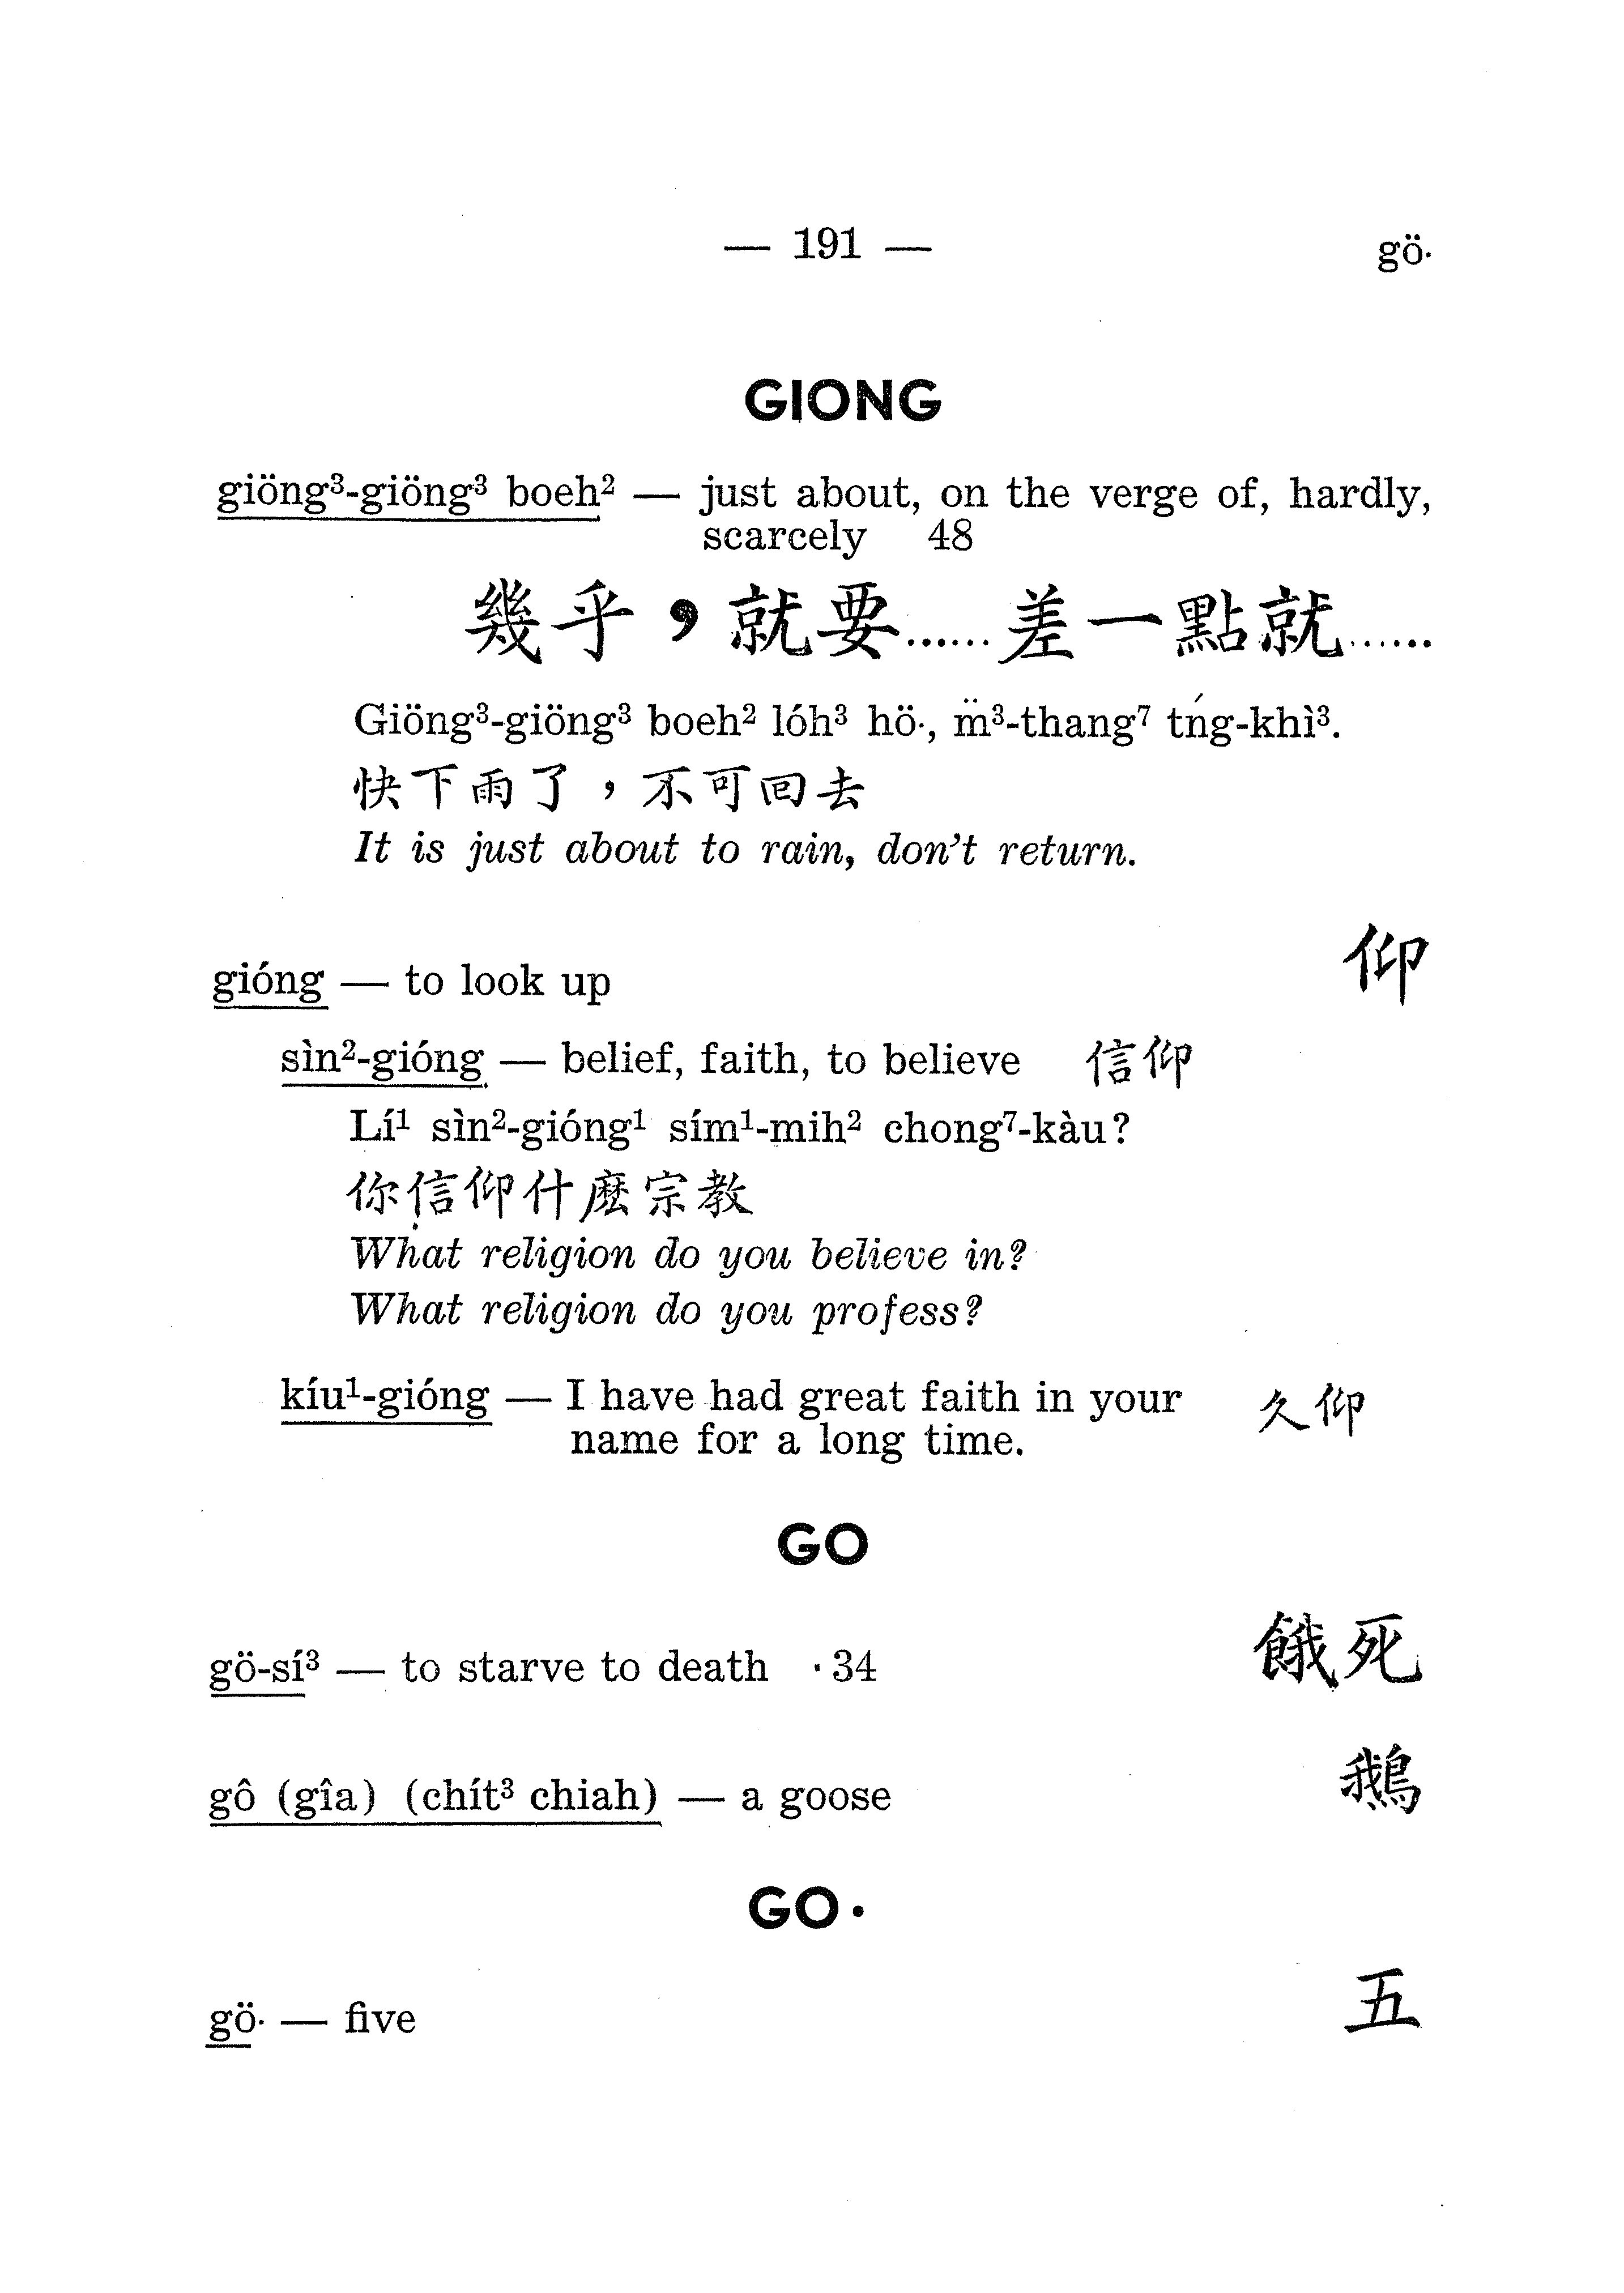 — 191 — gö·
GIONG
giöng³-giöng³ boeh² — just about, on the verge of, hardly,
scarcely 48
幾乎，就要……差一點就……
Giöng³-giöng³ boeh² lóh³ hö·, m̈³-thang⁷ tńg-khì³.
快下雨了，不可回去
It is just about to rain, don't return.
gióng — to look up 仰
sìn²-gióng — belief, faith, to believe 信仰
Lí¹ sìn²-gióng¹ sím¹-mih² chong⁷-kàu?
你信仰什麼宗教
What religion do you believe in?
What religion do you profess?
kíu¹-gióng — I have had great faith in your 久仰
name for a long time.
GO
gö-sí³ — to starve to death ·34 餓死
gô (gîa) (chít³ chiah) — a goose 鵝
GO·
gö· — five 五